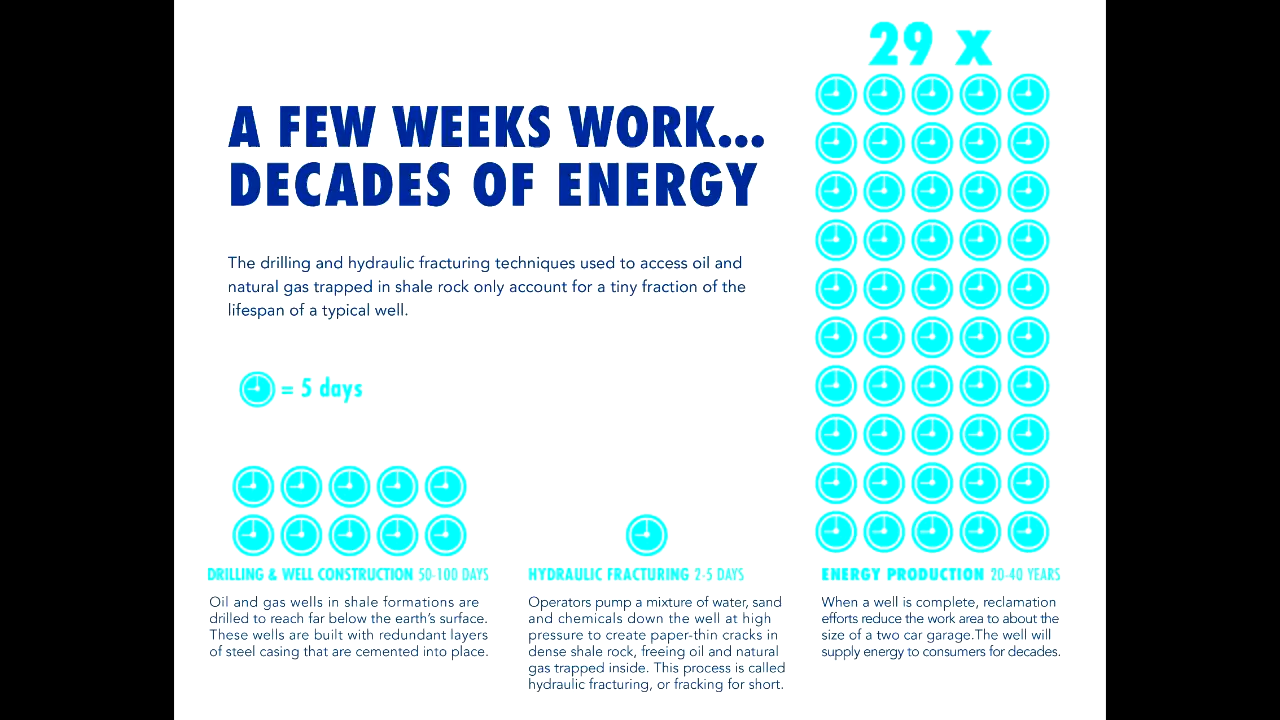 29 x
A FEW WEEKS WORK...
DECADES OF ENERGY
The drilling and hydraulic fracturing techniques used to access oil and
natural gas trapped in shale rock only account for a tiny fraction of the
lifespan of a typical well.
= 5 days
DRILLING & WELL CONSTRUCTION 50-100 DAYS
Oil and gas wells in shale formations are
drilled to reach far below the earth's surface.
These wells are built with redundant layers
of steel casing that are cemented into place.
HYDRAULIC FRACTURING 2-5 DAYS
Operators pump a mixture of water, sand
and chemicals down the well at high
pressure to create paper-thin cracks in
dense shale rock, freeing oil and natural
gas trapped inside. This process is called
hydraulic fracturing, or fracking for short.
ENERGY PRODUCTION 20-40 YEARS
When a well is complete, reclamation
efforts reduce the work area to about the
size of a two car garage.The well will
supply energy to consumers for decades.